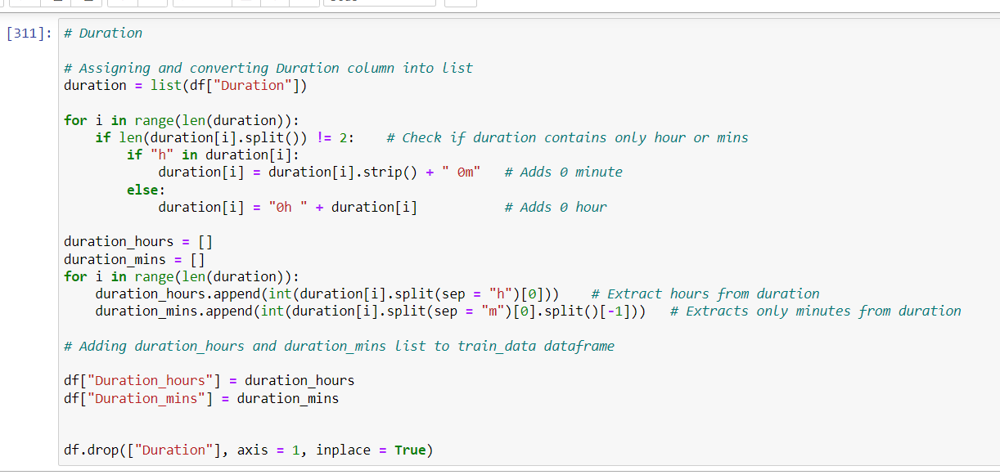 [311]: # Duration
# Assigning and converting Duration column into list
duration = list(df["Duration"])
for i in range(len(duration)):
    if len(duration[i].split()) != 2:    # Check if duration contains only hour or mins
        if "h" in duration[i]:
            duration[i] = duration[i].strip() + " 0m"   # Adds 0 minute
        else:
            duration[i] = "0h " + duration[i]           # Adds 0 hour
duration_hours = []
duration_mins = []
for i in range(len(duration)):
    duration_hours.append(int(duration[i].split(sep = "h")[0]))    # Extract hours from duration
    duration_mins.append(int(duration[i].split(sep = "m")[0].split()[-1]))   # Extracts only minutes from duration
# Adding duration_hours and duration_mins list to train_data dataframe
df["Duration_hours"] = duration_hours
df["Duration_mins"] = duration_mins
df.drop(["Duration"], axis = 1, inplace = True)